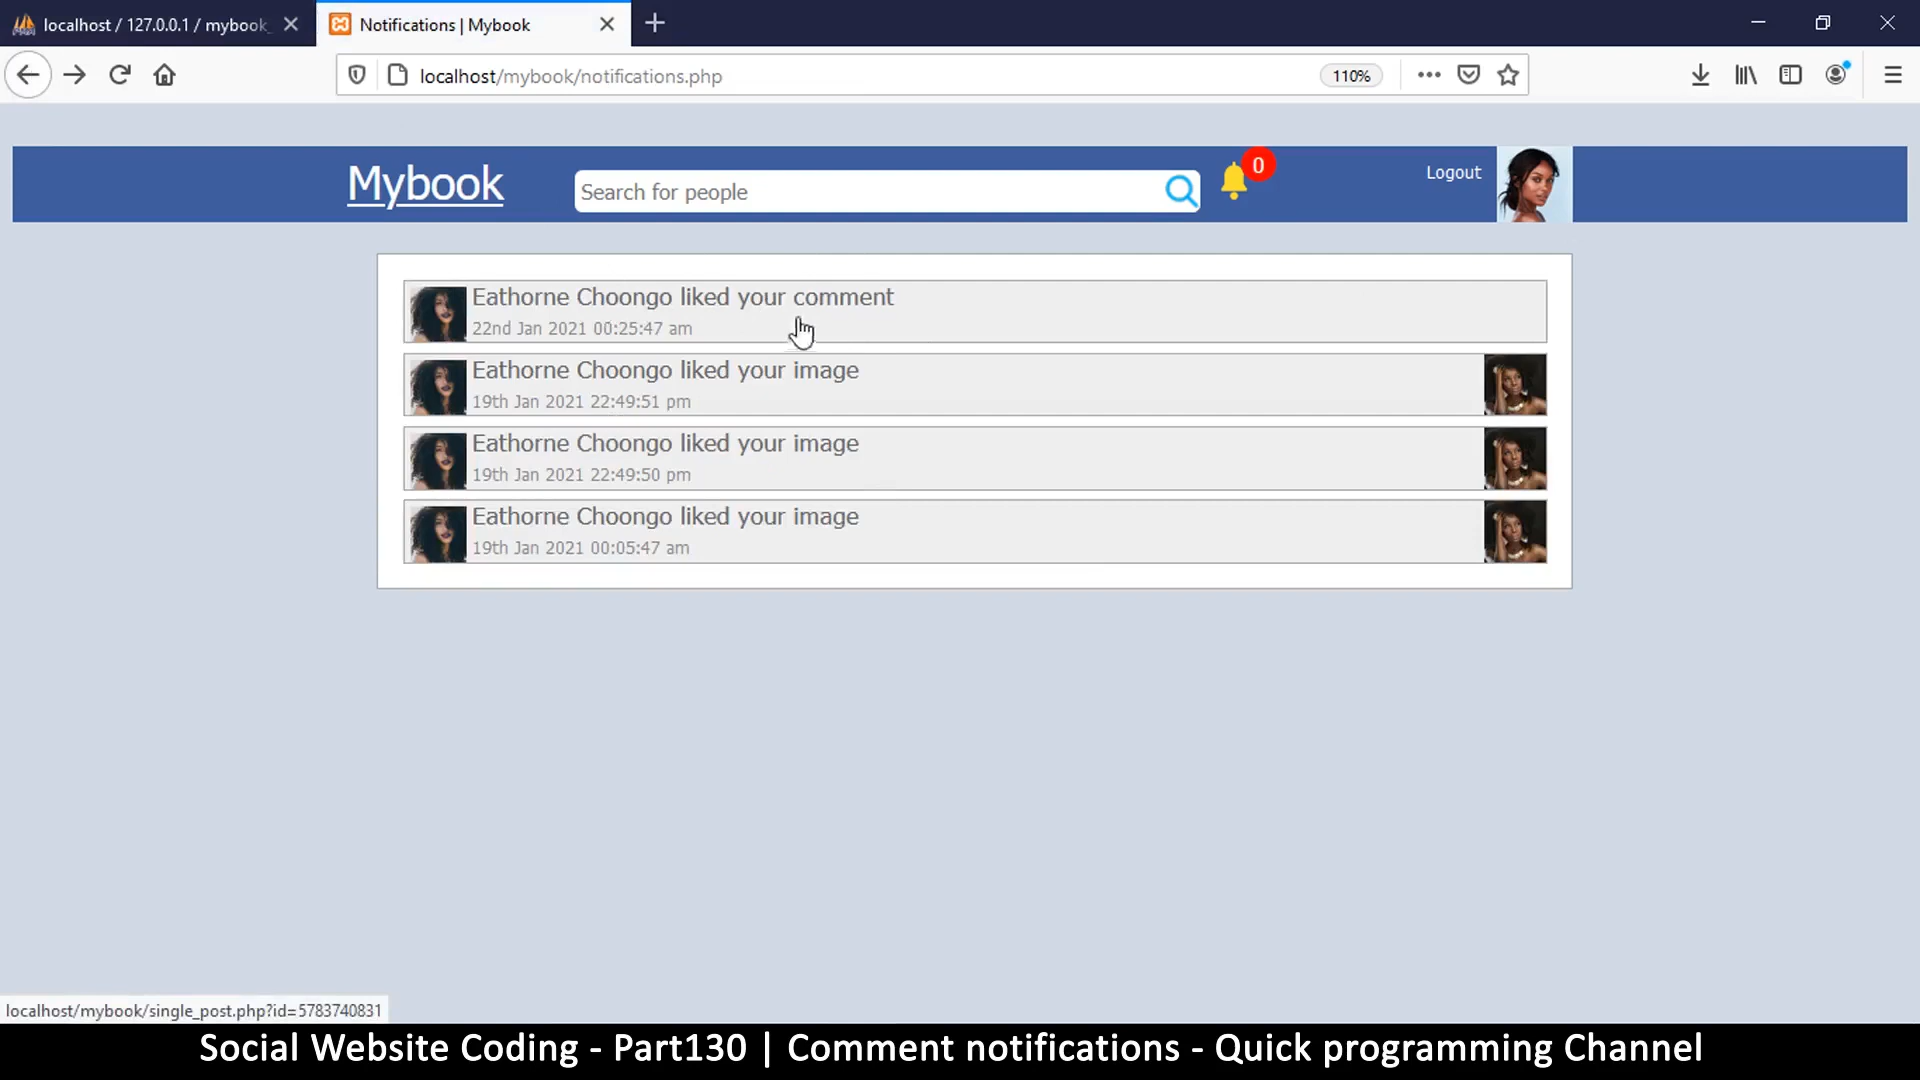 localhost / 127.0.0.1 / mybook_
Notifications | Mybook
localhost/mybook/notifications.php
110%
Mybook
Search for people
0
Logout
Eathorne Choongo liked your comment
22nd Jan 2021 00:25:47 am
Eathorne Choongo liked your image
19th Jan 2021 22:49:51 pm
Eathorne Choongo liked your image
19th Jan 2021 22:49:50 pm
Eathorne Choongo liked your image
19th Jan 2021 00:05:47 am
localhost/mybook/single_post.php?id=5783740831
Social Website Coding - Part130 | Comment notifications - Quick programming Channel